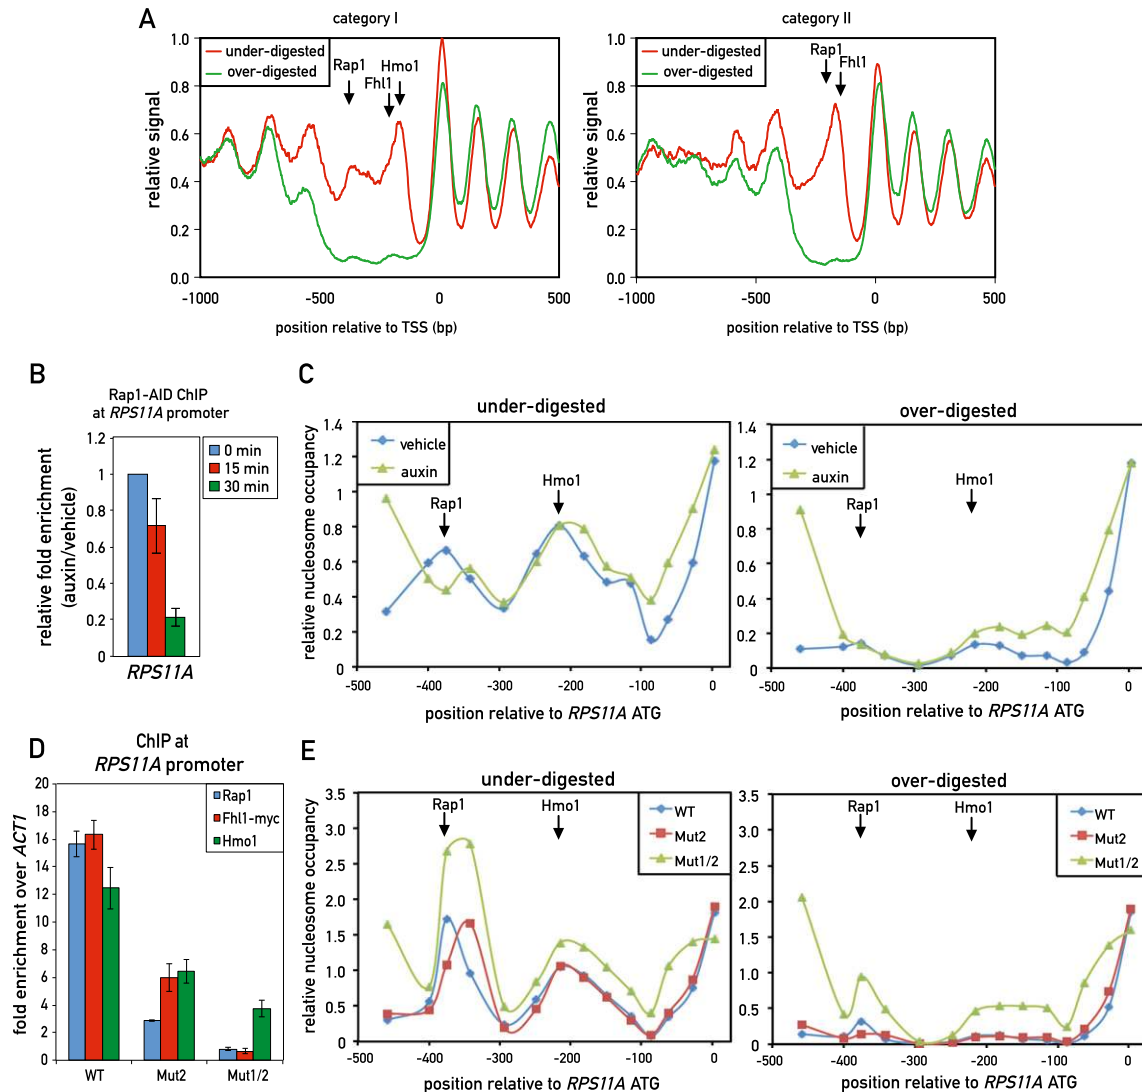 A
category I
under-digested
over-digested
Rap1
Fhl1
Hmo1
relative signal
1.0
0.8
0.6
0.4
0.2
0.0
-1000
-500
0
500
position relative to TSS (bp)
category II
under-digested
over-digested
Rap1
Fhl1
relative signal
1.0
0.8
0.6
0.4
0.2
0.0
-1000
-500
0
500
position relative to TSS (bp)
B
Rap1-AID ChIP
at RPS11A promoter
0 min
15 min
30 min
relative fold enrichment
(auxin/vehicle)
1.2
1
0.8
0.6
0.4
0.2
0
RPS11A
C
under-digested
vehicle
auxin
Rap1
Hmo1
relative nucleosome occupancy
1.4
1.2
1
0.8
0.6
0.4
0.2
0
-500
-400
-300
-200
-100
0
position relative to RPS11A ATG
over-digested
vehicle
auxin
Rap1
Hmo1
1.4
1.2
1
0.8
0.6
0.4
0.2
0
-500
-400
-300
-200
-100
0
position relative to RPS11A ATG
D
ChIP at
RPS11A promoter
Rap1
Fhl1-myc
Hmo1
fold enrichment over ACT1
20
18
16
14
12
10
8
6
4
2
0
WT
Mut2
Mut1/2
E
under-digested
Rap1
Hmo1
WT
Mut2
Mut1/2
relative nucleosome occupancy
3.5
3.0
2.5
2.0
1.5
1.0
0.5
0.0
-500
-400
-300
-200
-100
0
position relative to RPS11A ATG
over-digested
Rap1
Hmo1
WT
Mut2
Mut1/2
3.5
3.0
2.5
2.0
1.5
1.0
0.5
0.0
-500
-400
-300
-200
-100
0
position relative to RPS11A ATG